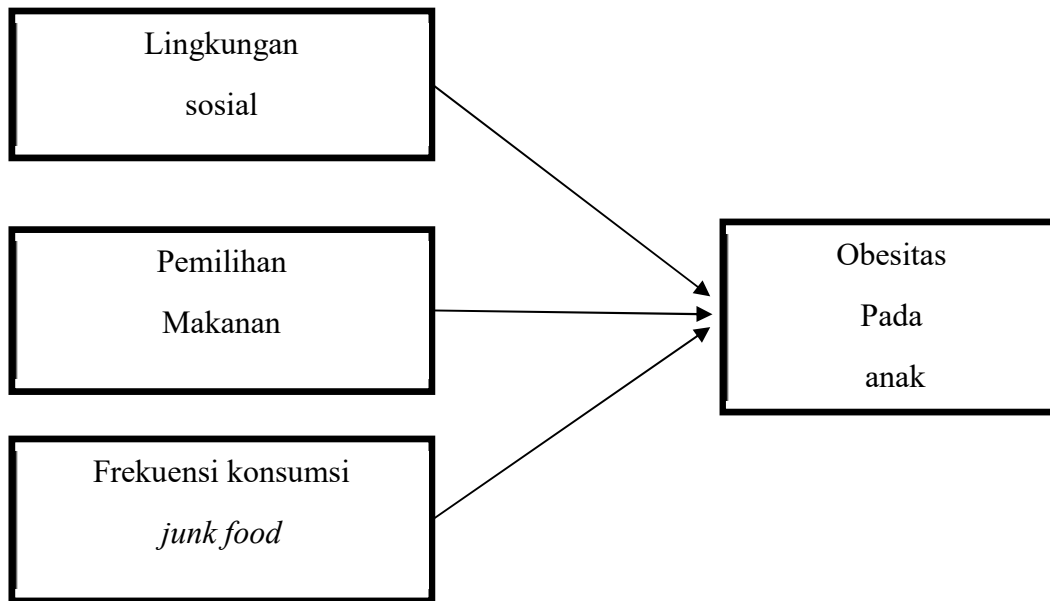 Lingkungan
sosial
Pemilihan
Makanan
Frekuensi konsumsi
junk food
Obesitas
Pada
anak